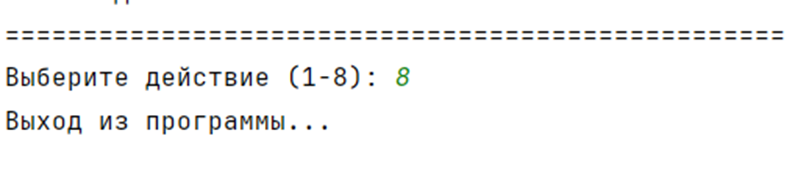 ==================================================
Выберите действие (1-8): 8
Выход из программы...